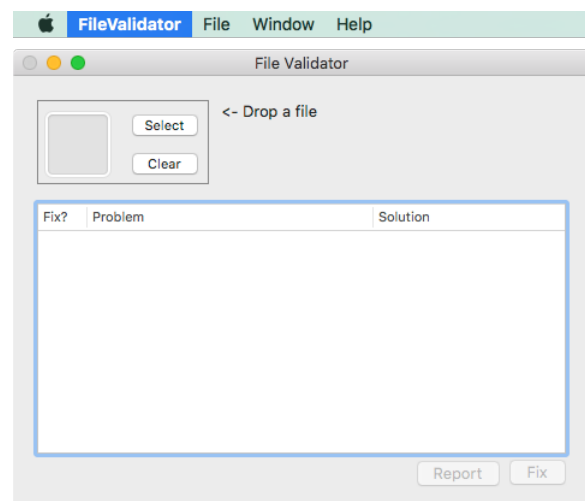 FileValidator File Window Help
File Validator
<- Drop a file
Select
Clear
Fix? Problem Solution
Report Fix